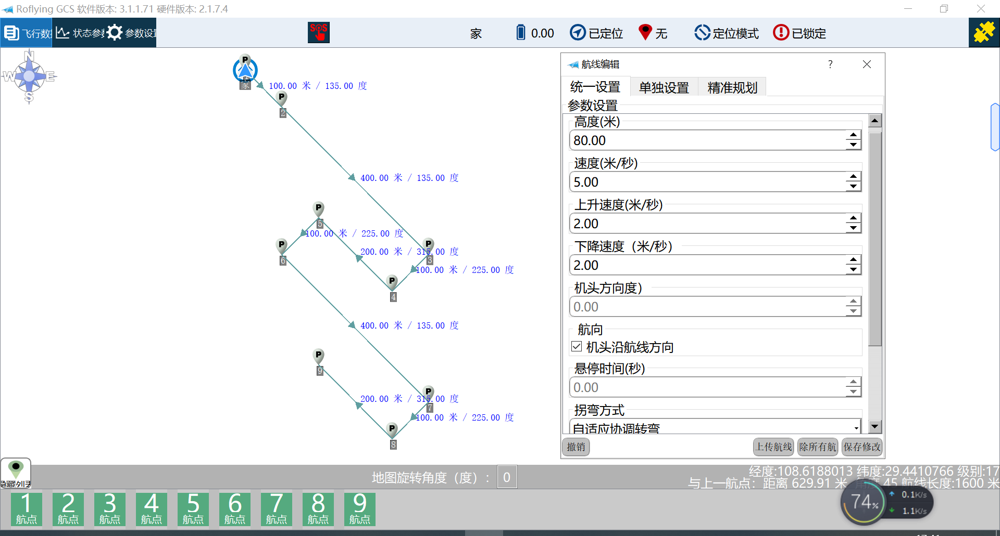 Roflying GCS 软件版本: 3.1.1.71 硬件版本: 2.1.7.4
飞行数
状态参
参数设
SOS
家
0.00
已定位
无
定位模式
已锁定
N
W E
S
P
家
100.00 米 / 135.00 度
P
2
400.00 米 / 135.00 度
P
5
100.00 米 / 225.00 度
P
6
200.00 米 / 315.00 度
P
3
100.00 米 / 225.00 度
P
4
400.00 米 / 135.00 度
P
9
P
7
200.00 米 / 315.00 度
100.00 米 / 225.00 度
P
8
航线编辑
?
统一设置 单独设置 精准规划
参数设置
高度(米)
80.00
速度(米/秒)
5.00
上升速度(米/秒)
2.00
下降速度（米/秒）
2.00
机头方向度）
0.00
航向
机头沿航线方向
悬停时间(秒)
0.00
拐弯方式
自适应协调转弯
撤销 上传航线 除所有航 保存修改
隐藏列表
地图旋转角度（度）: 0
经度:108.6188013 纬度:29.4410766 级别:17
与上一航点: 距离 629.91 米 角度 45 航线长度:1600 米
1 2 3 4 5 6 7 8 9
航点 航点 航点 航点 航点 航点 航点 航点 航点
74%
0.1K/s
1.1K/s